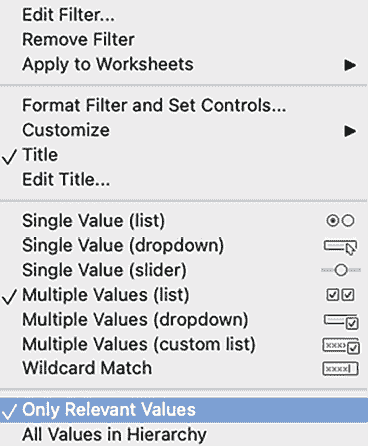 Edit Filter...
Remove Filter
Apply to Worksheets
Format Filter and Set Controls...
Customize
Title
Edit Title...
Single Value (list)
Single Value (dropdown)
Single Value (slider)
Multiple Values (list)
Multiple Values (dropdown)
Multiple Values (custom list)
Wildcard Match
Only Relevant Values
All Values in Hierarchy